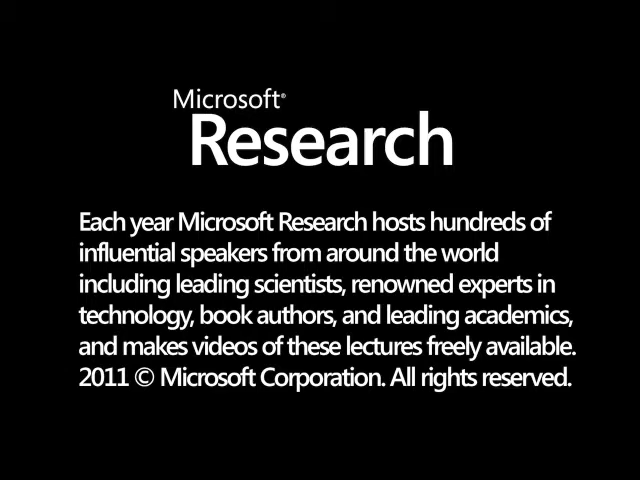 Microsoft®
Research
Each year Microsoft Research hosts hundreds of
influential speakers from around the world
including leading scientists, renowned experts in
technology, book authors, and leading academics,
and makes videos of these lectures freely available.
2011 © Microsoft Corporation. All rights reserved.